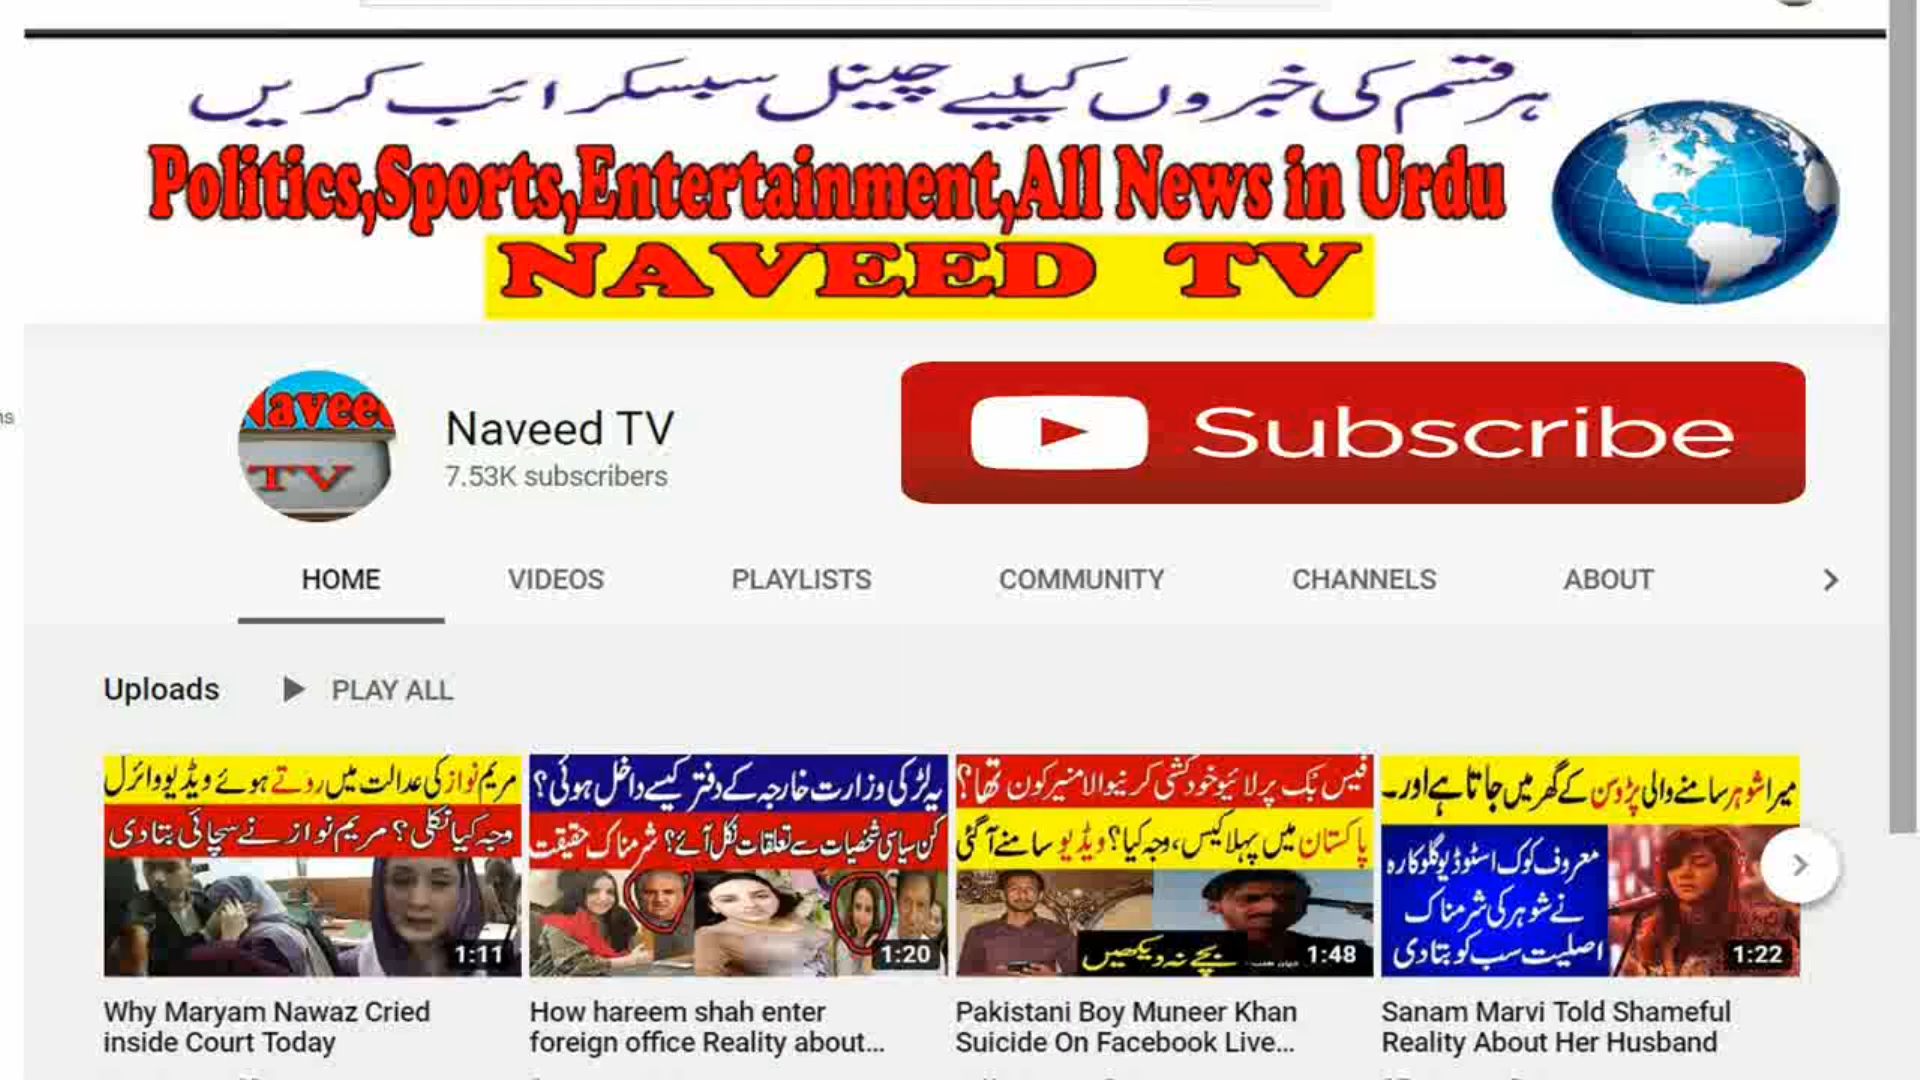 ہر قسم کی خبروں کیلیے چینل سبسکرائب کریں
Politics,Sports,Entertainment,All News in Urdu
NAVEED TV
Navee
TV
Naveed TV
7.53K subscribers
Subscribe
HOME VIDEOS PLAYLISTS COMMUNITY CHANNELS ABOUT
Uploads PLAY ALL
مریم نواز کی عدالت میں روتے ہوئے ویڈیو وائرل
وجہ کیا نکلی؟ مریم نواز نے سچائی بتا دی
1:11
Why Maryam Nawaz Cried
inside Court Today
یہ لڑکی وزارت خارجہ کے دفتر کیسے داخل ہوئی؟
کن سیاسی شخصیات سے تعلقات نکل آئے؟ شرمناک حقیقت
1:20
How hareem shah enter
foreign office Reality about...
فیس بک پر لائیو خودکشی کرنیوالا منیر کون تھا؟
پاکستان میں پہلا کیس، وجہ کیا؟ ویڈیو سامنے آگئی
بچے نہ دیکھیں
1:48
Pakistani Boy Muneer Khan
Suicide On Facebook Live...
میرا شوہر سامنے والی پڑوسن کے گھر میں جاتا ہے اور۔
معروف کوک اسٹوڈیو گلوکارہ
نے شوہر کی شرمناک
اصلیت سب کو بتا دی
1:22
Sanam Marvi Told Shameful
Reality About Her Husband